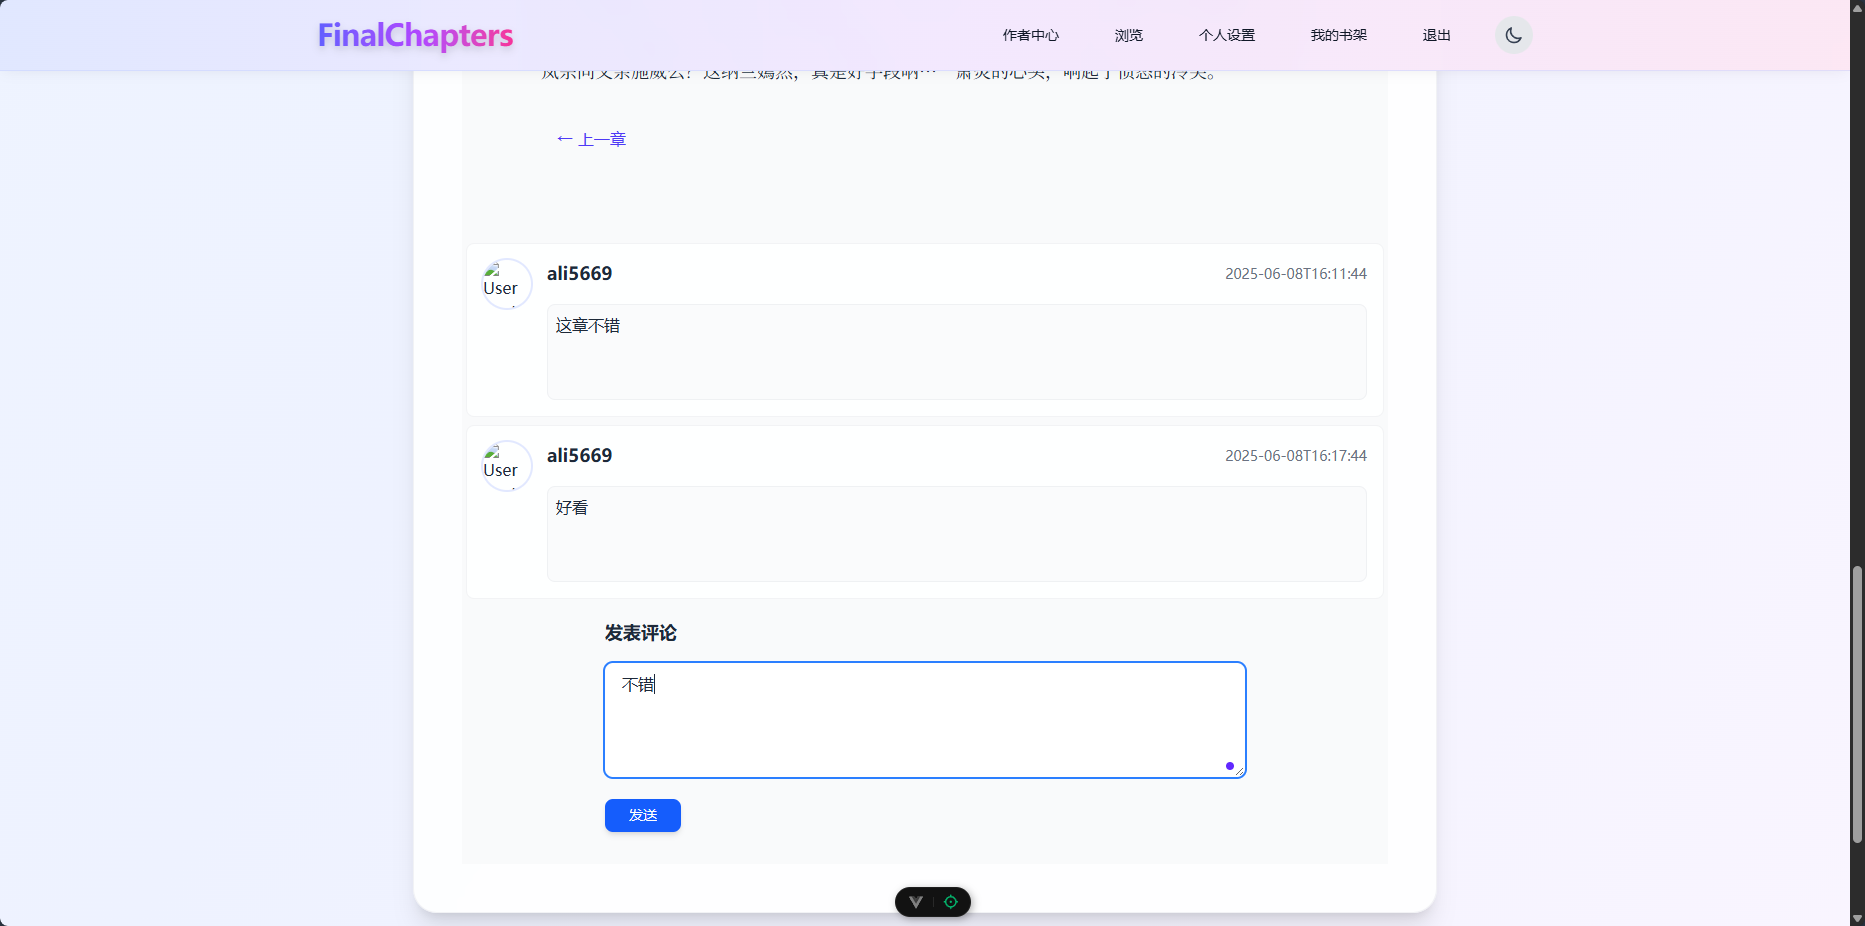 FinalChapters
作者中心
浏览
个人设置
我的书架
退出
← 上一章
User
ali5669
2025-06-08T16:11:44
这章不错
User
ali5669
2025-06-08T16:17:44
好看
发表评论
不错
发送